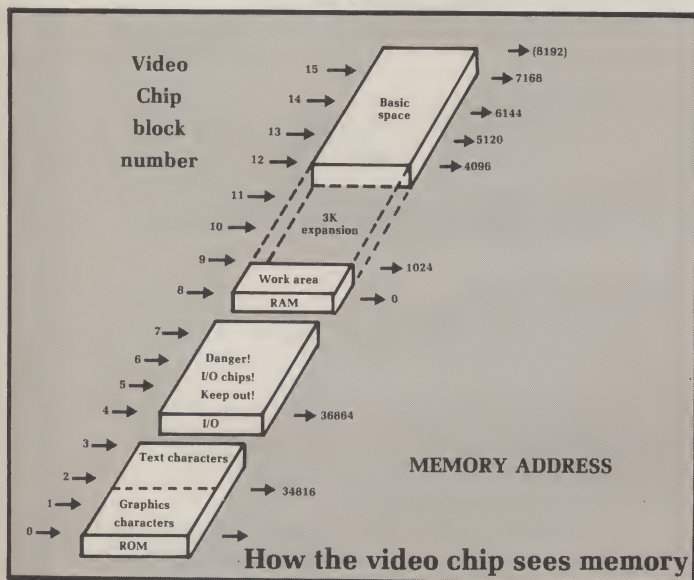 Video
Chip
block
number
15
14
13
12
11
10
9
8
7
6
5
4
3
2
1
0
Basic
space
3K
expansion
Work area
RAM
Danger!
I/O chips!
Keep out!
I/O
Text characters
Graphics
characters
ROM
(8192)
7168
6144
5120
4096
1024
0
36864
34816
MEMORY ADDRESS
How the video chip sees memory